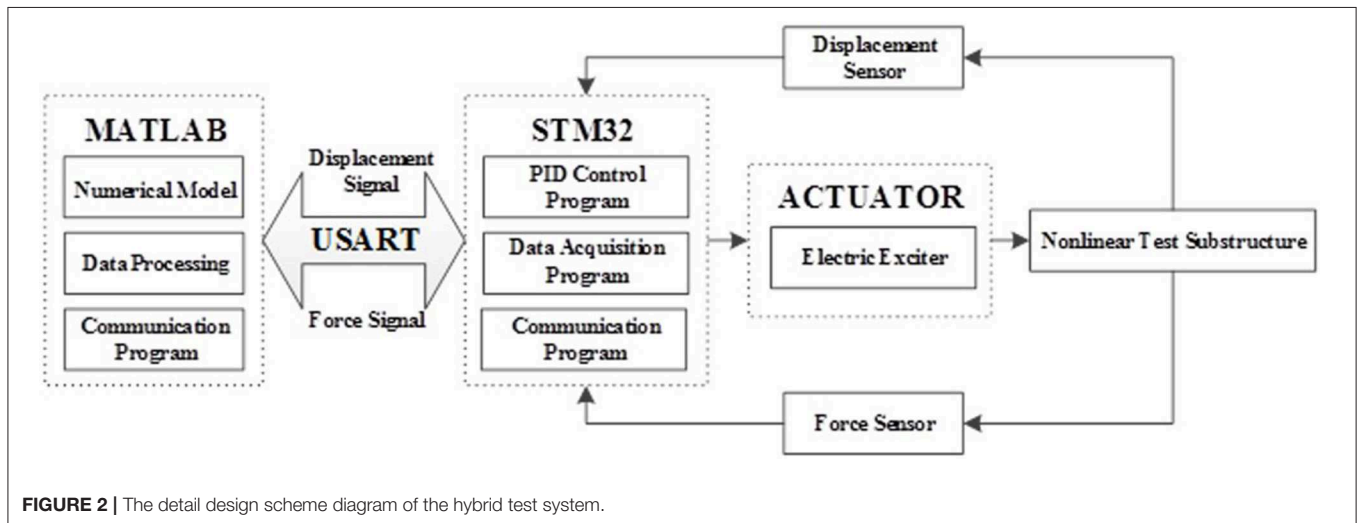 MATLAB
Numerical Model
Data Processing
Communication
Program
Displacement
Signal
USART
Force Signal
STM32
PID Control
Program
Data Acquisition
Program
Communication
Program
Displacement
Sensor
ACTUATOR
Electric Exciter
Nonlinear Test Substructure
Force Sensor
FIGURE 2 | The detail design scheme diagram of the hybrid test system.